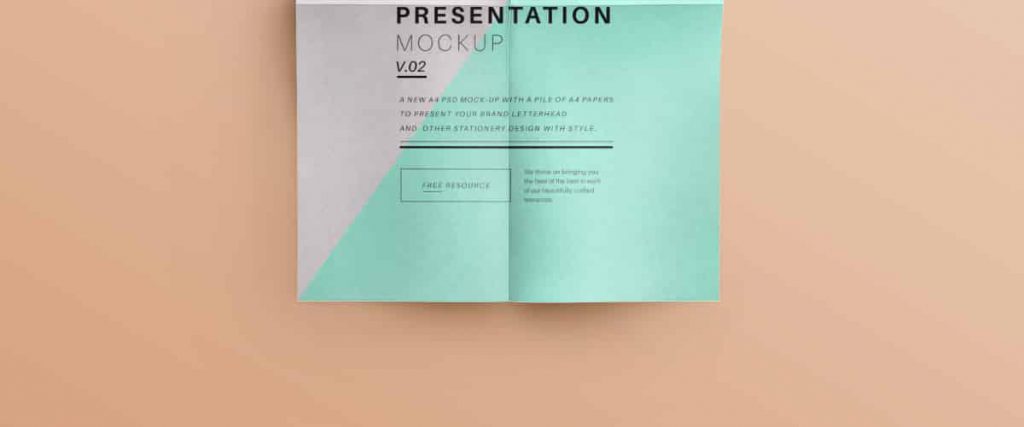 PRESENTATION
MOCKUP
V.02
A NEW A4 PSD MOCK-UP WITH A PILE OF A4 PAPERS
TO PRESENT YOUR BRAND LETTERHEAD
AND OTHER STATIONERY DESIGN WITH STYLE.
FREE RESOURCE
We thrive on bringing you
the best of the best in each
of our beautifully crafted
resources.